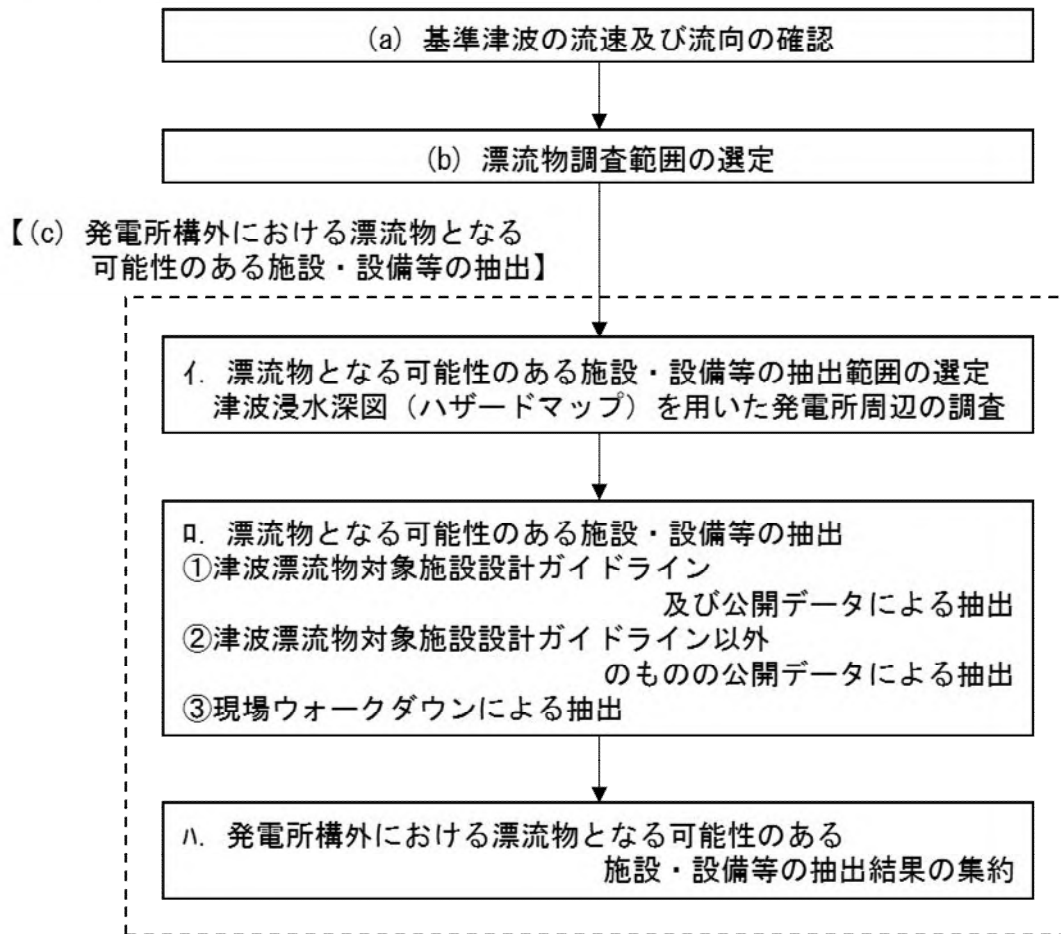 (a) 基準津波の流速及び流向の確認
(b) 漂流物調査範囲の選定
【(c) 発電所構外における漂流物となる
可能性のある施設・設備等の抽出】
ｲ. 漂流物となる可能性のある施設・設備等の抽出範囲の選定
津波浸水深図（ハザードマップ）を用いた発電所周辺の調査
ﾛ. 漂流物となる可能性のある施設・設備等の抽出
①津波漂流物対象施設設計ガイドライン
及び公開データによる抽出
②津波漂流物対象施設設計ガイドライン以外
のものの公開データによる抽出
③現場ウォークダウンによる抽出
ﾊ. 発電所構外における漂流物となる可能性のある
施設・設備等の抽出結果の集約